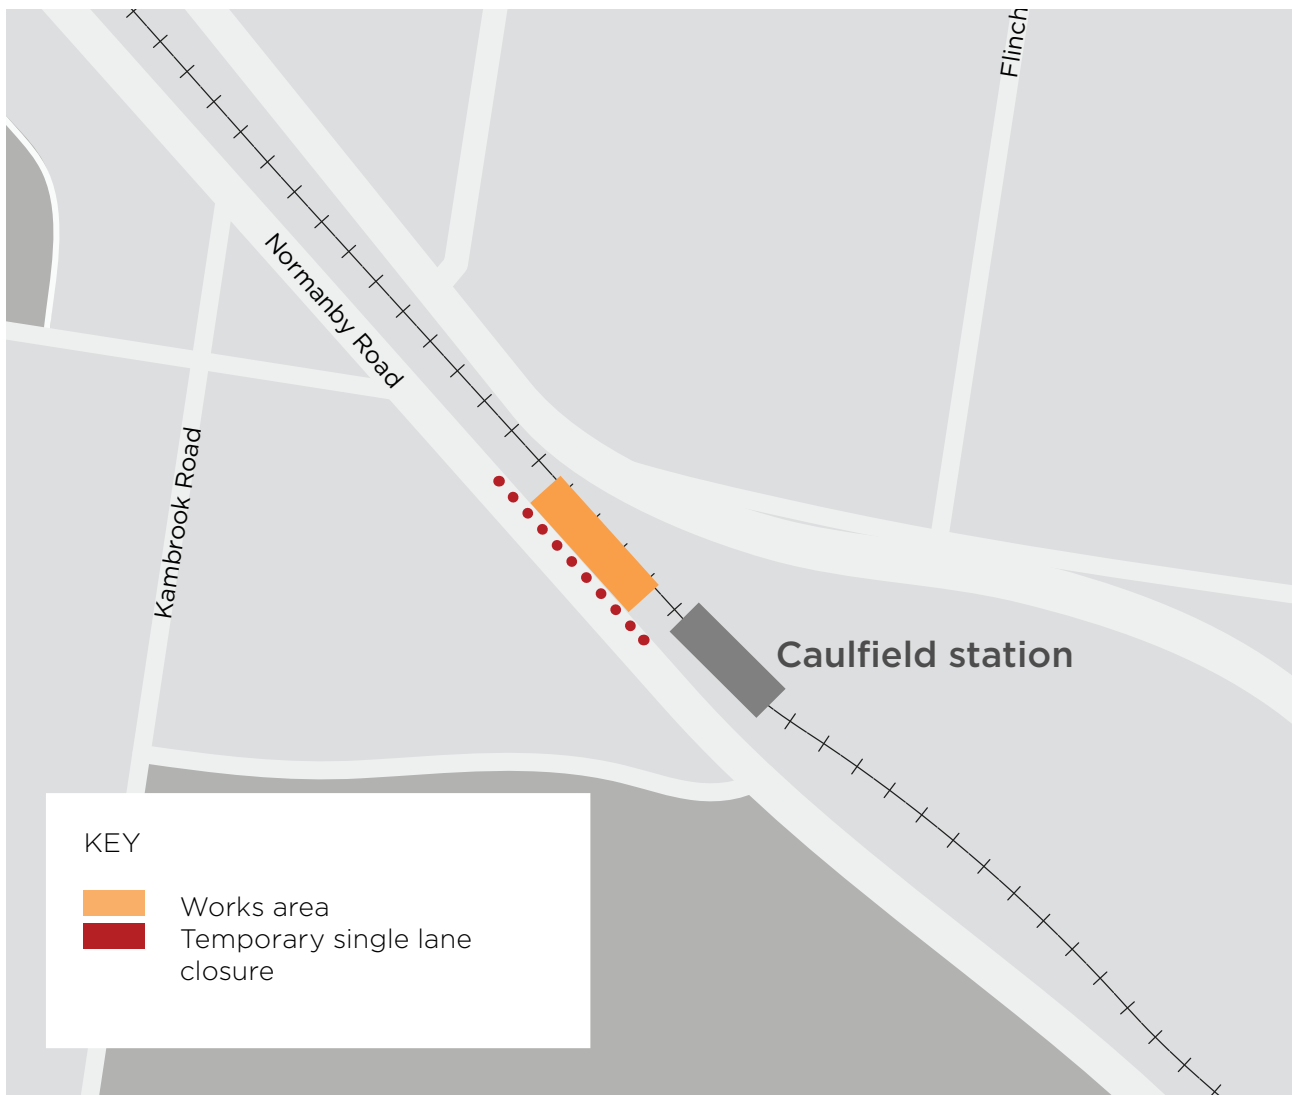 Flinch
Normanby Road
Kambrook Road
Caulfield station
KEY
Works area
Temporary single lane
closure